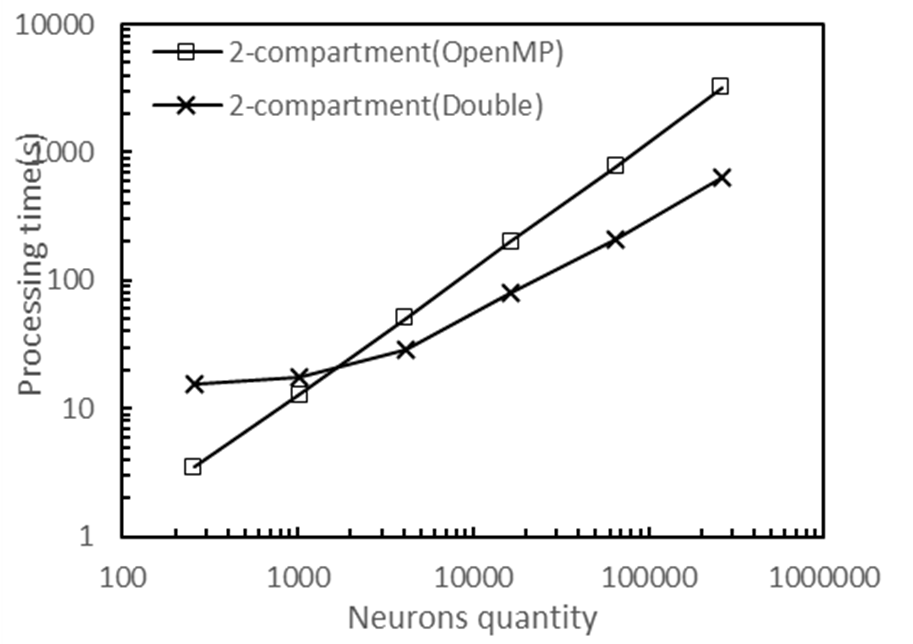 10000
2-compartment(OpenMP)
2-compartment(Double)
1000
100
10
1
Processing time(s)
100 1000 10000 100000 1000000
Neurons quantity